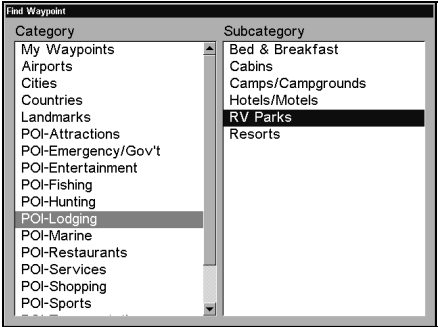 Find Waypoint
Category
My Waypoints
Airports
Cities
Countries
Landmarks
POI-Attractions
POI-Emergency/Gov't
POI-Entertainment
POI-Fishing
POI-Hunting
POI-Lodging
POI-Marine
POI-Restaurants
POI-Services
POI-Shopping
POI-Sports
Subcategory
Bed & Breakfast
Cabins
Camps/Campgrounds
Hotels/Motels
RV Parks
Resorts